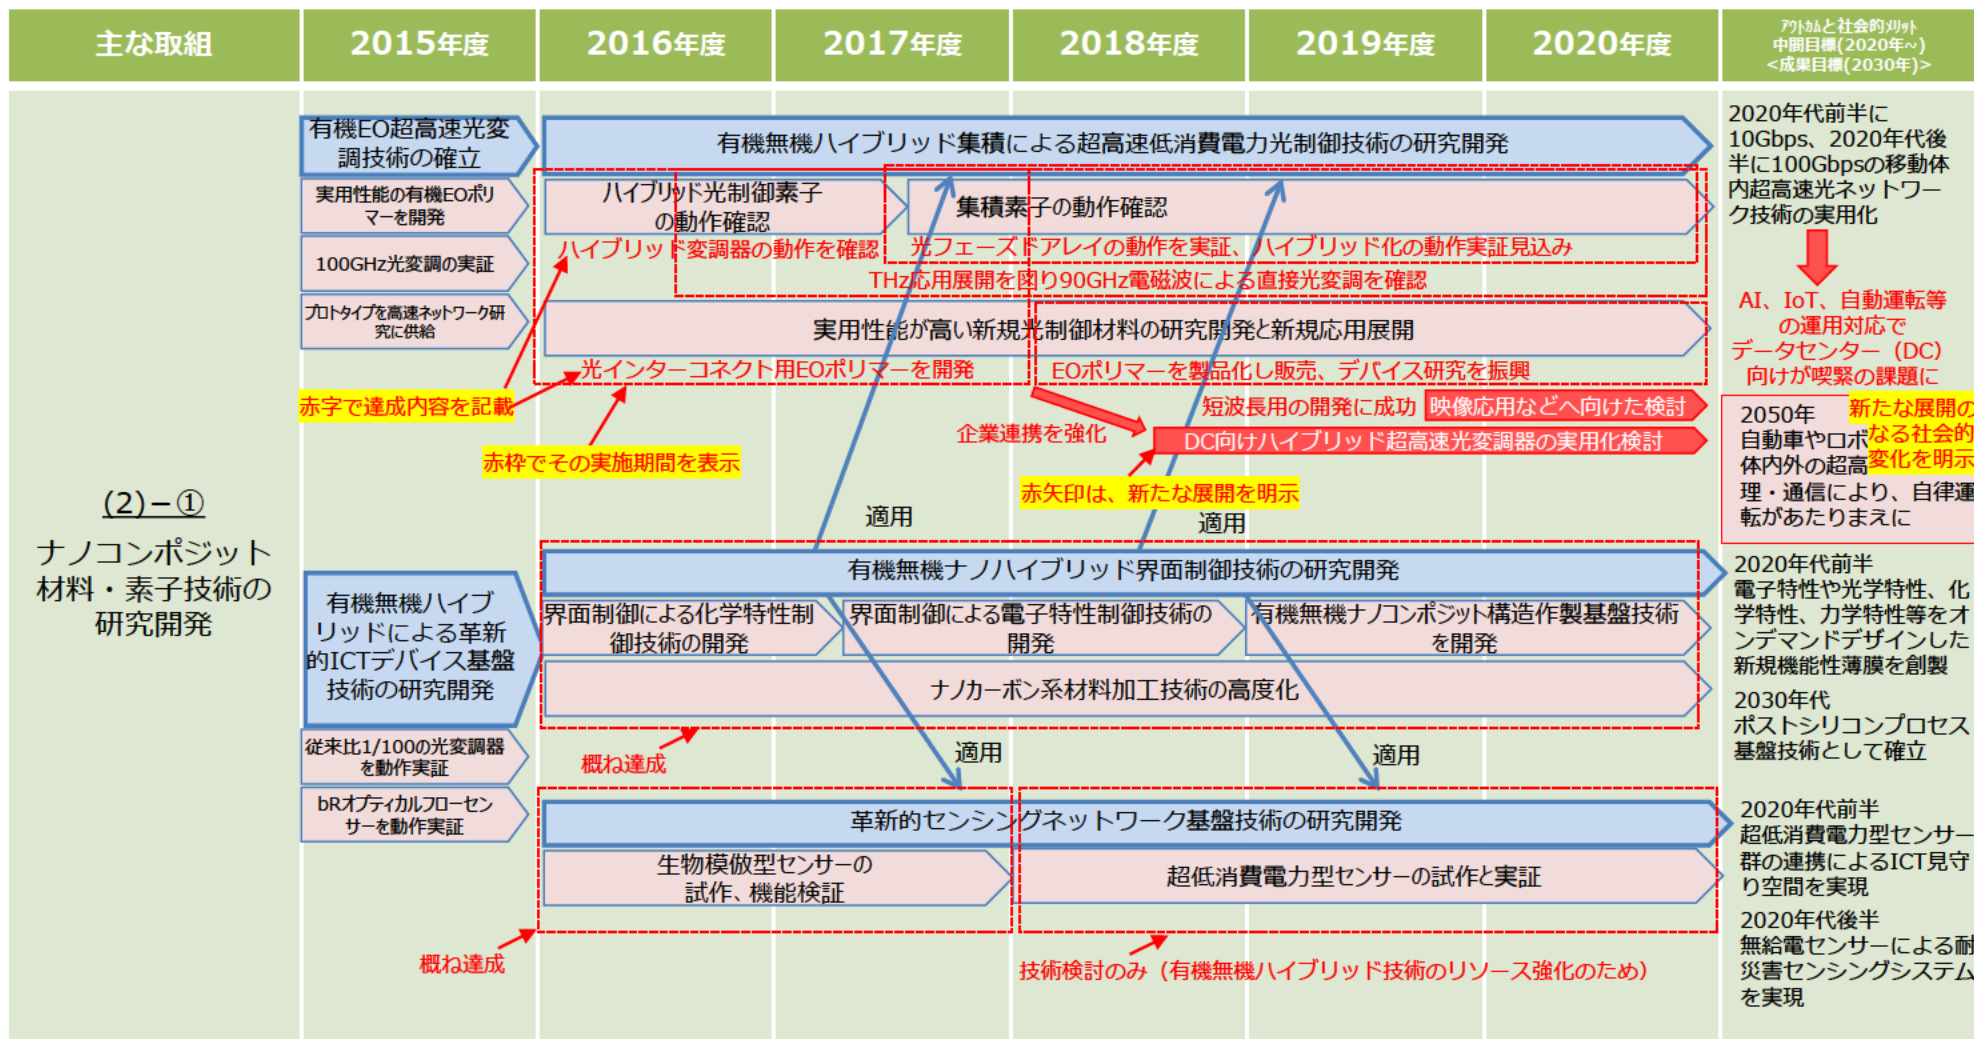 主な取組
2015年度
2016年度
2017年度
2018年度
2019年度
2020年度
アウトカムと社会的メリット
中間目標(2020年~)
<成果目標(2030年)>
(2)-①
ナノコンポジット
材料・素子技術の
研究開発
有機EO超高速光変
調技術の確立
有機無機ハイブリッド集積による超高速低消費電力光制御技術の研究開発
実用性能の有機EOポリ
マーを開発
ハイブリッド光制御素子
の動作確認
集積素子の動作確認
ハイブリッド変調器の動作を確認
光フェーズドアレイの動作を実証、ハイブリッド化の動作実証見込み
100GHz光変調の実証
THz応用展開を図り90GHz電磁波による直接光変調を確認
プロトタイプを高速ネットワーク研
究に供給
実用性能が高い新規光制御材料の研究開発と新規応用展開
光インターコネクト用EOポリマーを開発
EOポリマーを製品化し販売、デバイス研究を振興
赤字で達成内容を記載
短波長用の開発に成功
映像応用などへ向けた検討
企業連携を強化
DC向けハイブリッド超高速光変調器の実用化検討
赤枠でその実施期間を表示
赤矢印は、新たな展開を明示
適用
適用
有機無機ハイブ
リッドによる革新
的ICTデバイス基盤
技術の研究開発
有機無機ナノハイブリッド界面制御技術の研究開発
界面制御による化学特性制
御技術の開発
界面制御による電子特性制御技術の
開発
有機無機ナノコンポジット構造作製基盤技術
を開発
ナノカーボン系材料加工技術の高度化
従来比1/100の光変調器
を動作実証
概ね達成
適用
適用
bRオプティカルフローセン
サーを動作実証
革新的センシングネットワーク基盤技術の研究開発
生物模倣型センサーの
試作、機能検証
超低消費電力型センサーの試作と実証
概ね達成
技術検討のみ（有機無機ハイブリッド技術のリソース強化のため）
2020年代前半に
10Gbps、2020年代後
半に100Gbpsの移動体
内超高速光ネットワー
ク技術の実用化
AI、IoT、自動運転等
の運用対応で
データセンター（DC）
向けが喫緊の課題に
2050年
自動車やロボ
体内外の超高
理・通信により、自律運
転があたりまえに
新たな展開の
なる社会的
変化を明示
2020年代前半
電子特性や光学特性、化
学特性、力学特性等をオ
ンデマンドデザインした
新規機能性薄膜を創製
2030年代
ポストシリコンプロセス
基盤技術として確立
2020年代前半
超低消費電力型センサー
群の連携によるICT見守
り空間を実現
2020年代後半
無給電センサーによる耐
災害センシングシステム
を実現